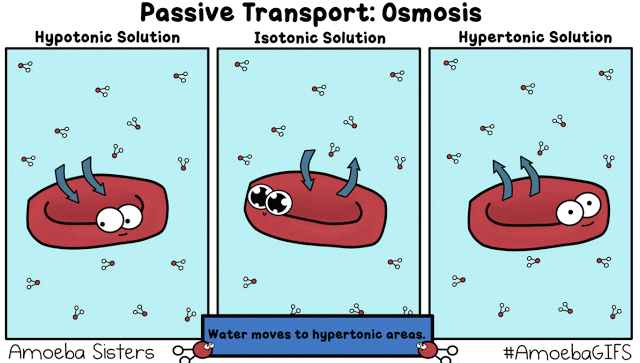 Passive Transport: Osmosis
Hypotonic Solution
Isotonic Solution
Hypertonic Solution
Water moves to hypertonic areas.
Amoeba Sisters
#AmoebaGIFS